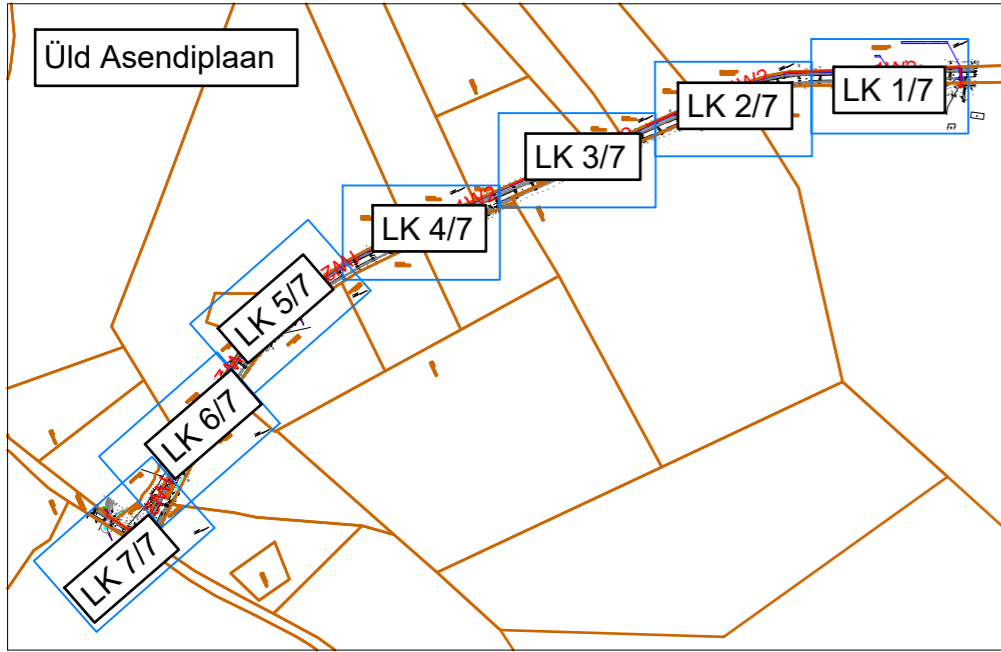 Üld Asendiplaan
LK 1/7
LK 2/7
LK 3/7
LK 4/7
LK 5/7
LK 6/7
LK 7/7